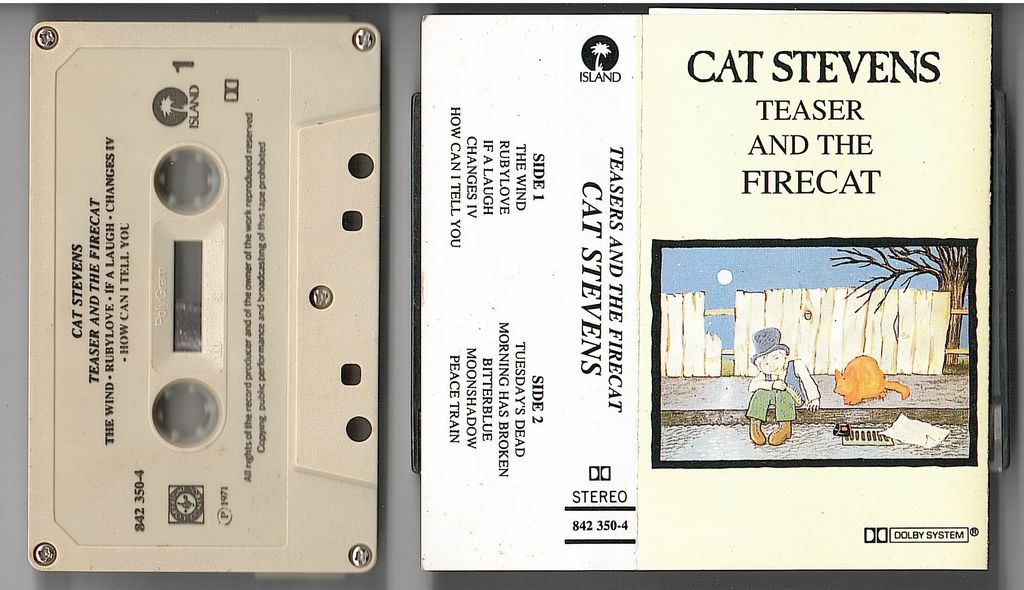 CAT STEVENS
TEASER AND THE FIRECAT
THE WIND • RUBYLOVE • IF A LAUGH • CHANGES IV
• HOW CAN I TELL YOU
1
ISLAND
PolyGram
842 350-4
Ⓟ 1971
All rights of the record producer and of the owner of the work reproduced reserved
Copying, public performance and broadcasting of this tape prohibited
ISLAND
SIDE 1
THE WIND
RUBYLOVE
IF A LAUGH
CHANGES IV
HOW CAN I TELL YOU
SIDE 2
TUESDAY'S DEAD
MORNING HAS BROKEN
BITTERBLUE
MOONSHADOW
PEACE TRAIN
TEASERS AND THE FIRECAT
CAT STEVENS
STEREO
842 350-4
CAT STEVENS
TEASER
AND THE
FIRECAT
DOLBY SYSTEM®